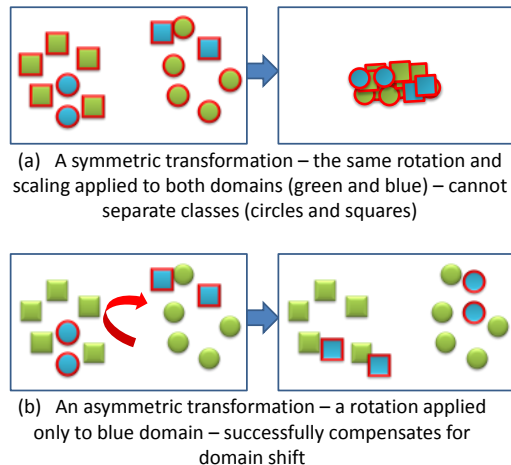 (a) A symmetric transformation – the same rotation and
scaling applied to both domains (green and blue) – cannot
separate classes (circles and squares)
(b) An asymmetric transformation – a rotation applied
only to blue domain – successfully compensates for
domain shift